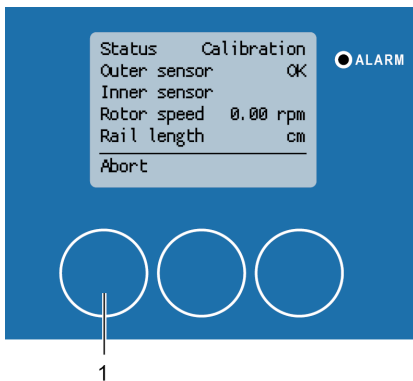 Status Calibration
Outer sensor OK
ALARM
Inner sensor
Rotor speed 0.00 rpm
Rail length cm
Abort
1